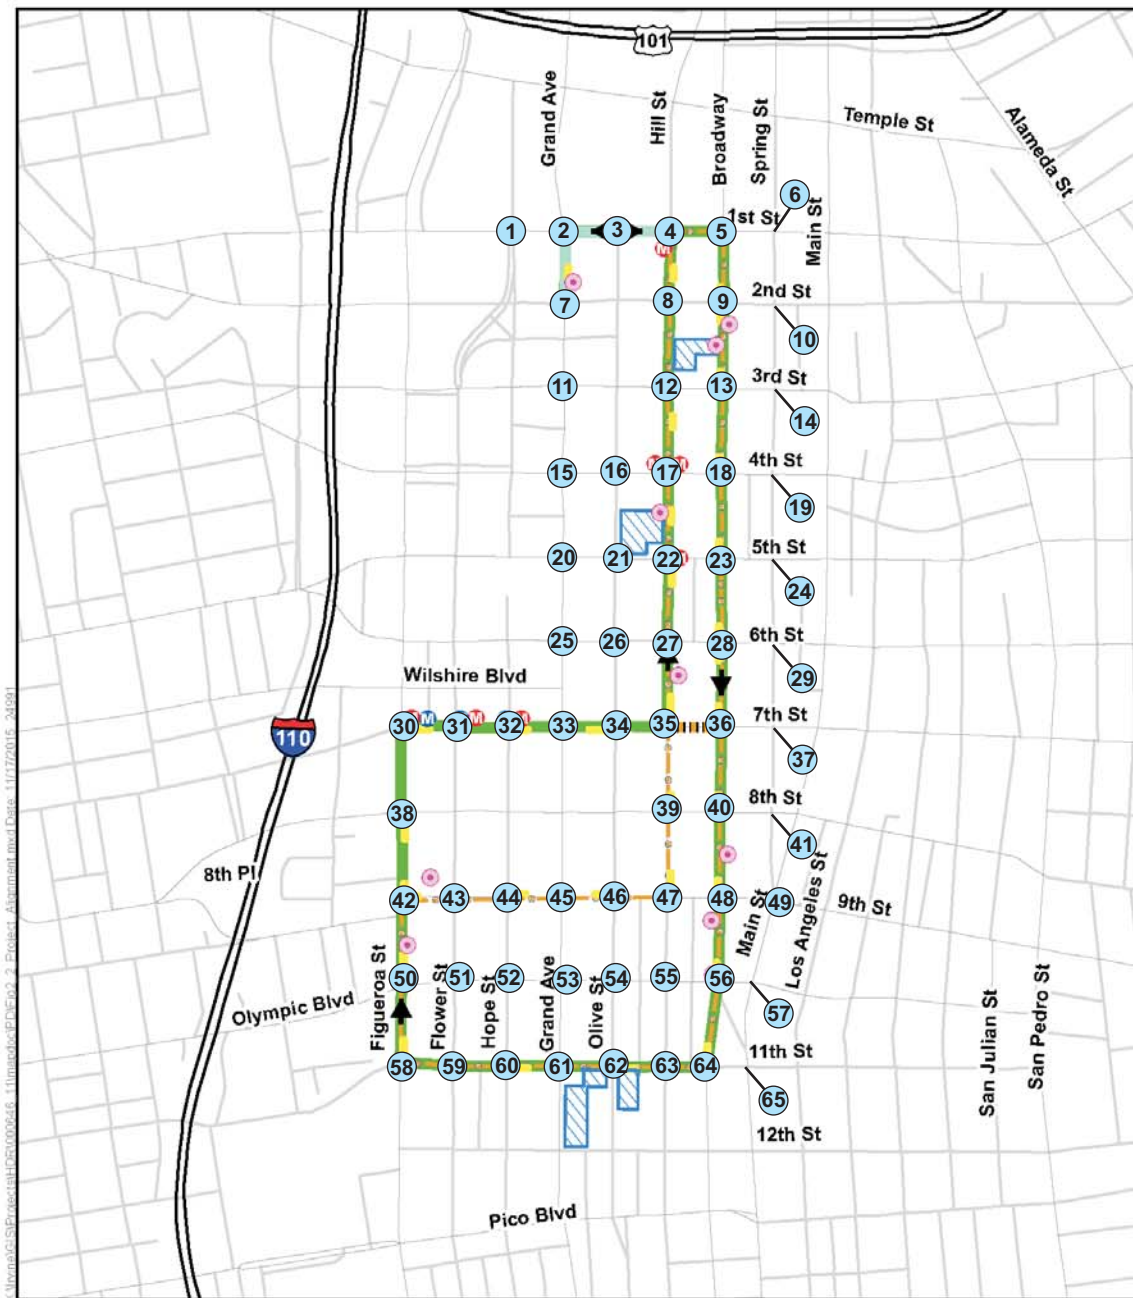 101
Grand Ave
Hill St
Broadway
Spring St
Temple St
Alameda St
6
1st St
Main St
1
2
3
4
5
M
2nd St
7
8
9
10
3rd St
11
12
13
14
4th St
15
16
17
18
M
M
19
5th St
20
21
22
23
24
6th St
25
26
27
28
29
Wilshire Blvd
7th St
M
M
M
30
31
32
33
34
35
36
37
110
8th St
38
39
40
41
8th Pl
Main St
Los Angeles St
9th St
42
43
44
45
46
47
48
49
Figueroa St
Flower St
Hope St
Grand Ave
Olive St
50
51
52
53
54
55
56
57
Olympic Blvd
San Julian St
San Pedro St
11th St
58
59
60
61
62
63
64
65
12th St
Pico Blvd